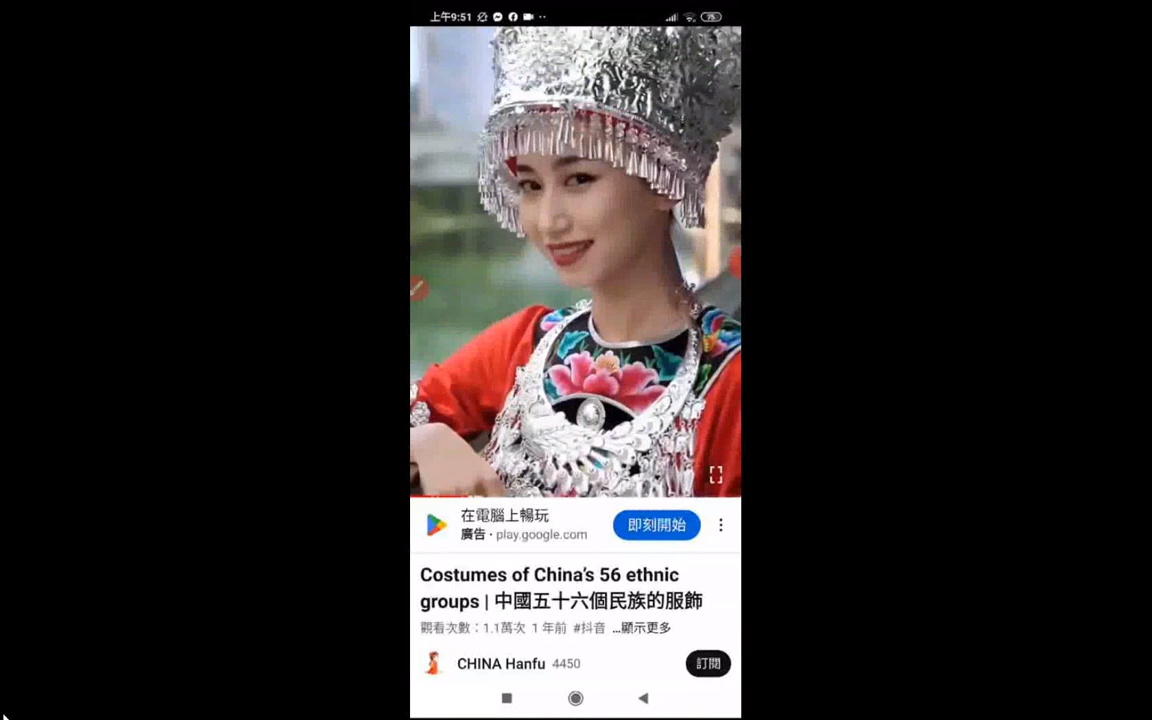 上午9:51
75
在電腦上暢玩
廣告 · play.google.com
即刻開始
Costumes of China's 56 ethnic
groups | 中國五十六個民族的服飾
觀看次數：1.1萬次 1 年前 #抖音 ...顯示更多
CHINA Hanfu 4450
訂閱